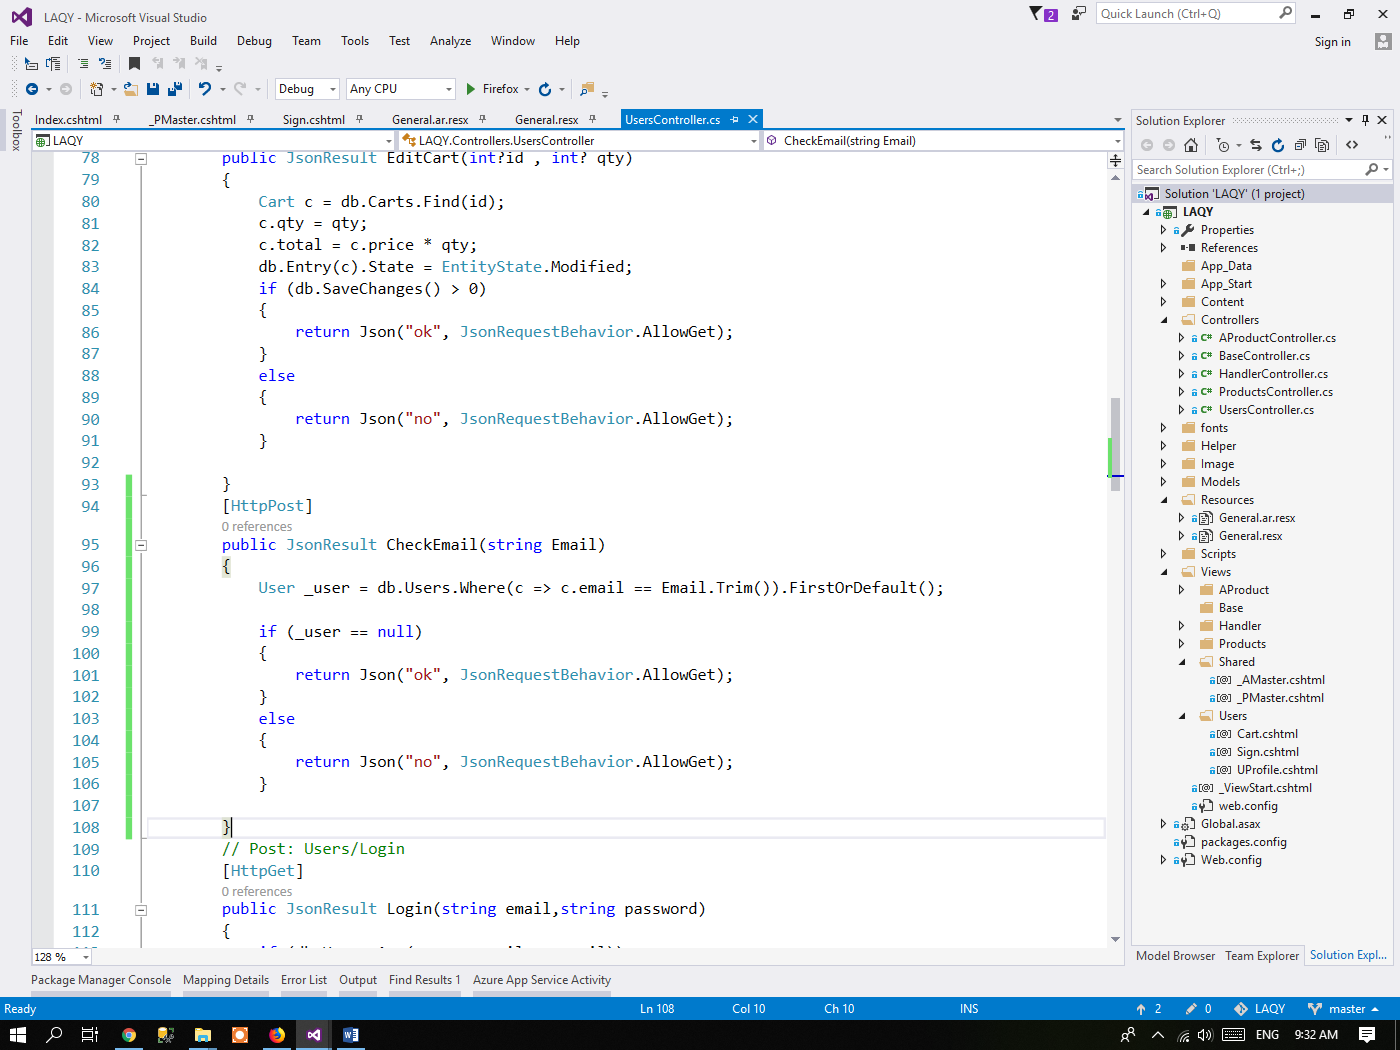 LAQY - Microsoft Visual Studio
2
Quick Launch (Ctrl+Q)
File Edit View Project Build Debug Team Tools Test Analyze Window Help
Sign in
Debug Any CPU Firefox
Toolbox
Index.cshtml _PMaster.cshtml Sign.cshtml General.ar.resx General.resx UsersController.cs
LAQY LAQY.Controllers.UsersController CheckEmail(string Email)
78 public JsonResult EditCart(int?id , int? qty)
79 {
80 Cart c = db.Carts.Find(id);
81 c.qty = qty;
82 c.total = c.price * qty;
83 db.Entry(c).State = EntityState.Modified;
84 if (db.SaveChanges() > 0)
85 {
86 return Json("ok", JsonRequestBehavior.AllowGet);
87 }
88 else
89 {
90 return Json("no", JsonRequestBehavior.AllowGet);
91 }
92
93 }
94 [HttpPost]
0 references
95 public JsonResult CheckEmail(string Email)
96 {
97 User _user = db.Users.Where(c => c.email == Email.Trim()).FirstOrDefault();
98
99 if (_user == null)
100 {
101 return Json("ok", JsonRequestBehavior.AllowGet);
102 }
103 else
104 {
105 return Json("no", JsonRequestBehavior.AllowGet);
106 }
107
108 }
109 // Post: Users/Login
110 [HttpGet]
0 references
111 public JsonResult Login(string email,string password)
112 {
128 %
Solution Explorer
Search Solution Explorer (Ctrl+;)
Solution 'LAQY' (1 project)
LAQY
Properties
References
App_Data
App_Start
Content
Controllers
C# AProductController.cs
C# BaseController.cs
C# HandlerController.cs
C# ProductsController.cs
C# UsersController.cs
fonts
Helper
Image
Models
Resources
General.ar.resx
General.resx
Scripts
Views
AProduct
Base
Handler
Products
Shared
[@] _AMaster.cshtml
[@] _PMaster.cshtml
Users
[@] Cart.cshtml
[@] Sign.cshtml
[@] UProfile.cshtml
[@] _ViewStart.cshtml
web.config
Global.asax
packages.config
Web.config
Model Browser Team Explorer Solution Expl...
Package Manager Console Mapping Details Error List Output Find Results 1 Azure App Service Activity
Ready Ln 108 Col 10 Ch 10 INS 2 0 LAQY master
ENG 9:32 AM